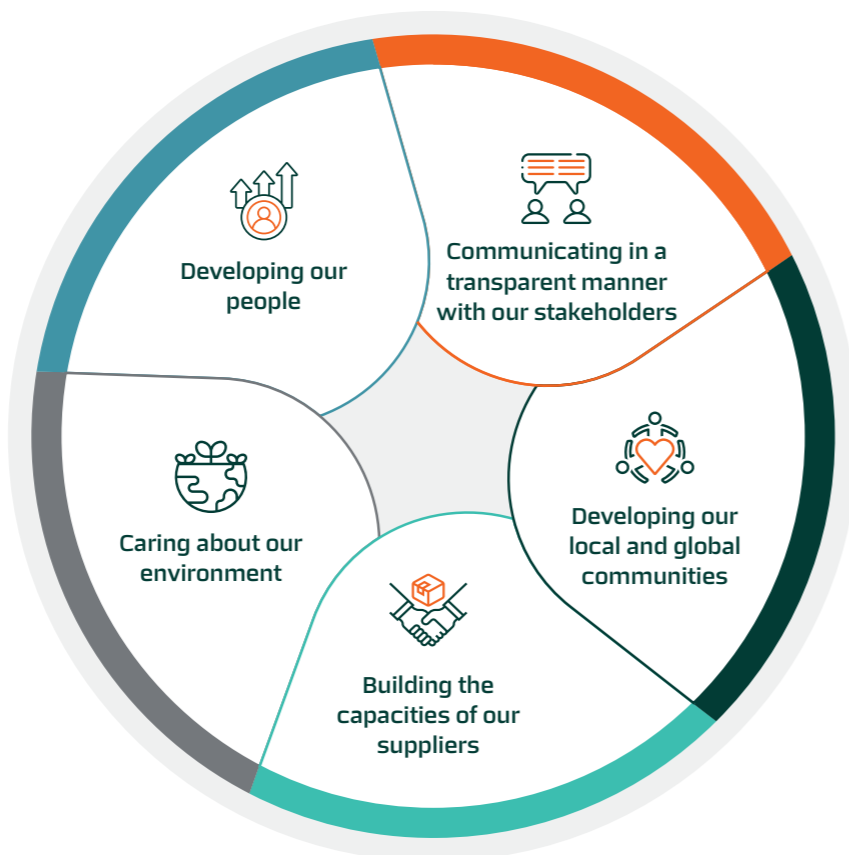 Developing our
people
Communicating in a
transparent manner
with our stakeholders
Developing our
local and global
communities
Building the
capacities of our
suppliers
Caring about our
environment